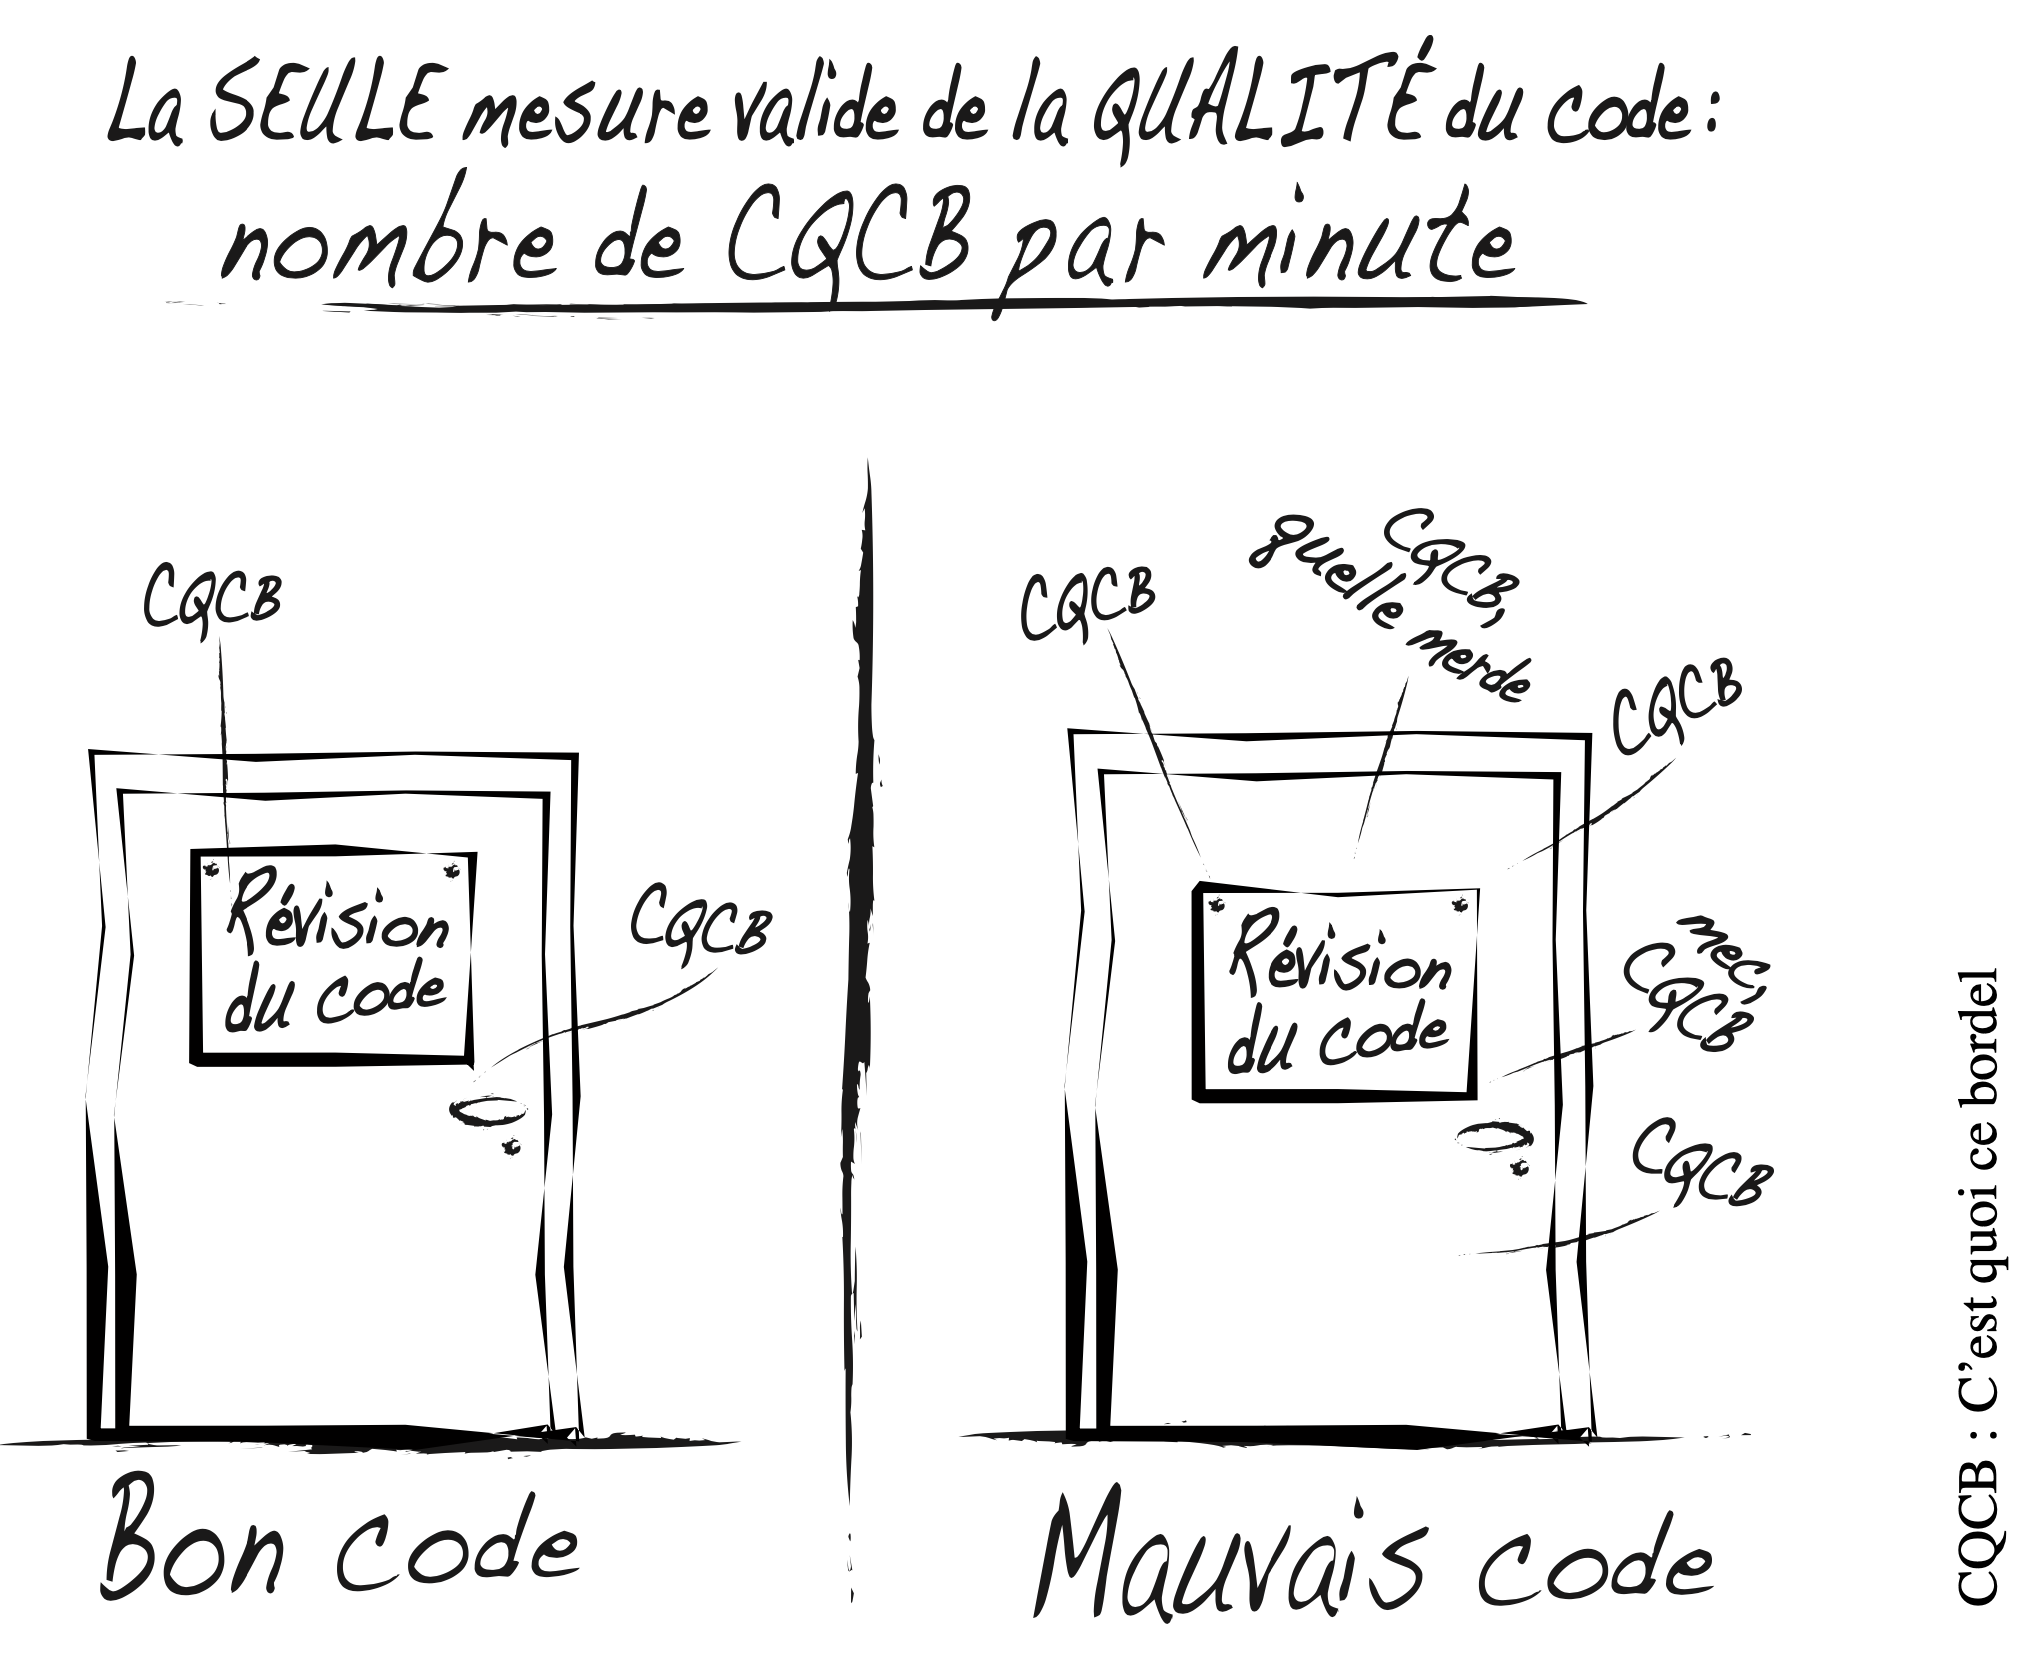 La SEULE mesure valide de la QUALITÉ du code :
nombre de CQCB par minute
CQCB
Révision
du code
CQCB
Bon code
CQCB
CQCB,
quelle merde
CQCB
Révision
du code
mec,
CQCB
CQCB
Mauvais code
CQCB : C’est quoi ce bordel